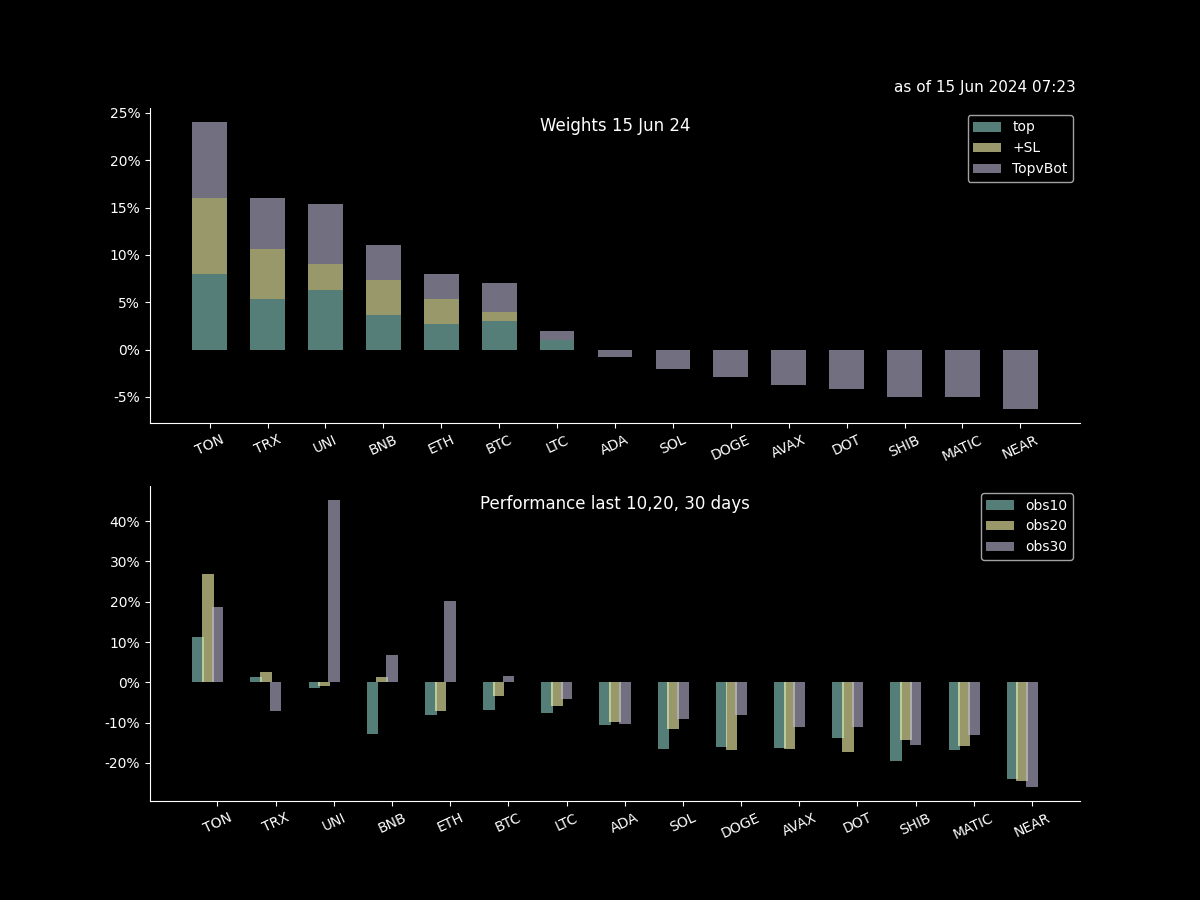 as of 15 Jun 2024 07:23
Weights 15 Jun 24
top
+SL
TopvBot
25%
20%
15%
10%
5%
0%
-5%
TON TRX UNI BNB ETH BTC LTC ADA SOL DOGE AVAX DOT SHIB MATIC NEAR
Performance last 10,20, 30 days
obs10
obs20
obs30
40%
30%
20%
10%
0%
-10%
-20%
TON TRX UNI BNB ETH BTC LTC ADA SOL DOGE AVAX DOT SHIB MATIC NEAR